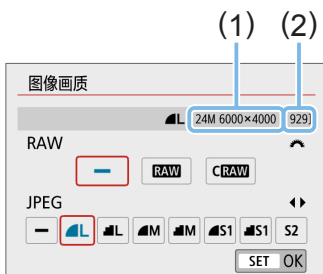 (1) (2)
图像画质
L 24M 6000×4000 929]
RAW
RAW CRAW
JPEG
L L M M S1 S1 S2
SET OK